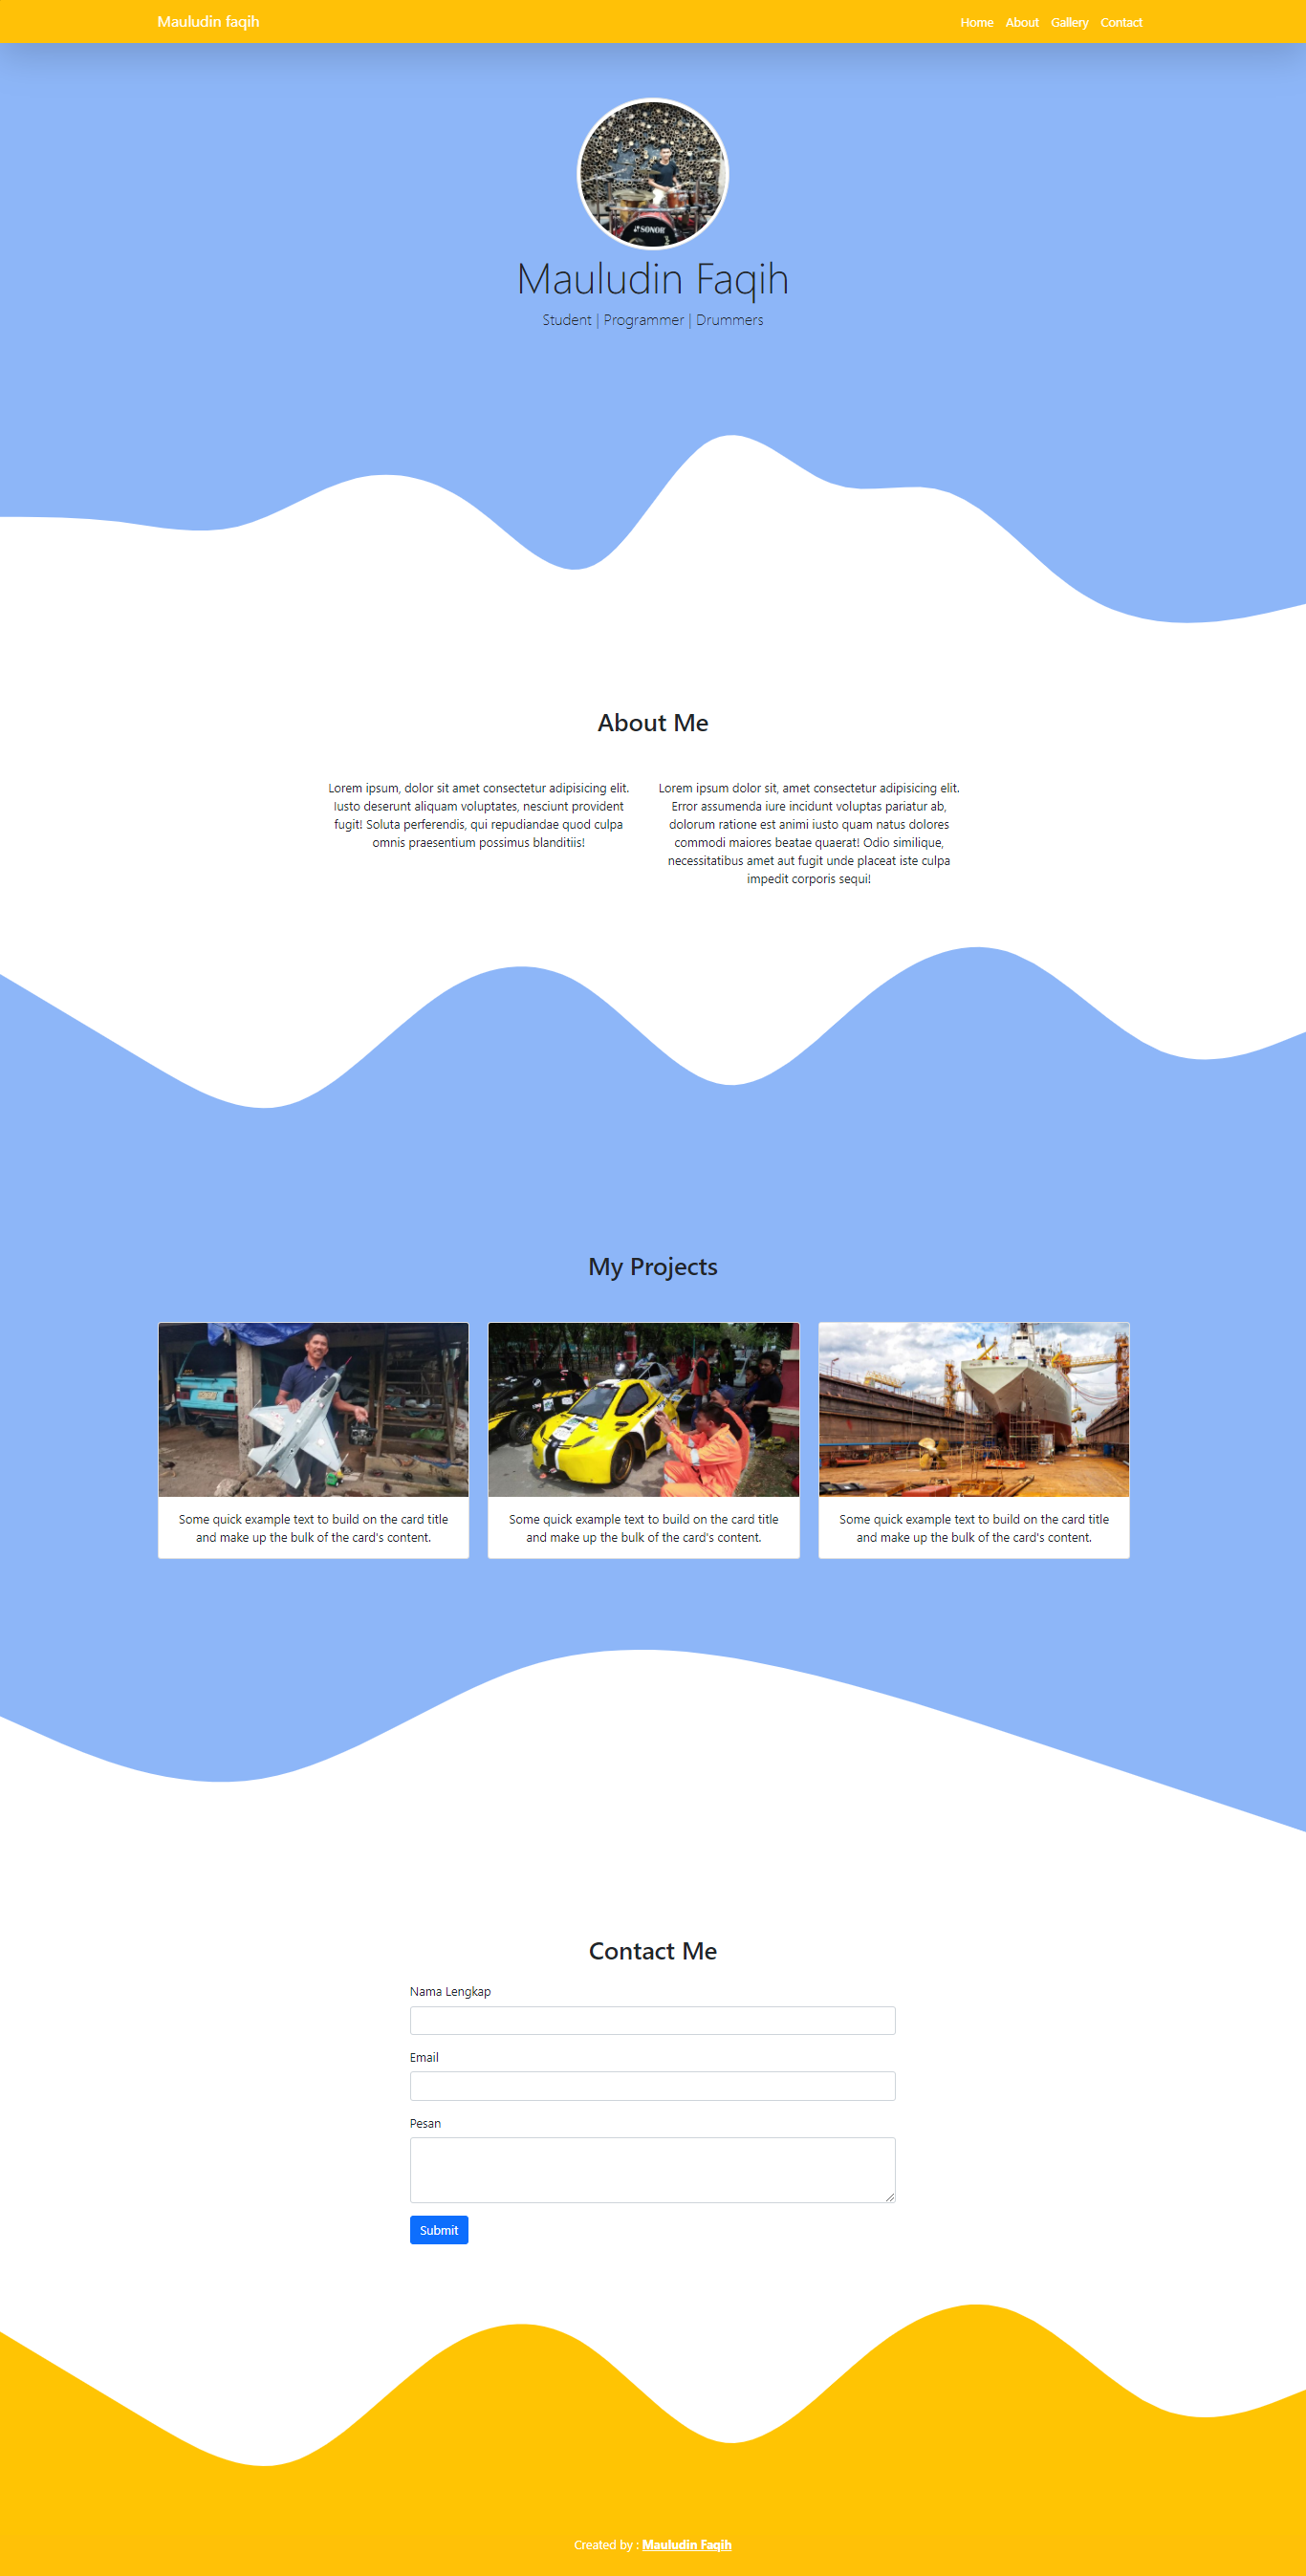 Mauludin faqih
Home About Gallery Contact
SONOR
Mauludin Faqih
Student | Programmer | Drummers
About Me
Lorem ipsum, dolor sit amet consectetur adipisicing elit.
Iusto deserunt aliquam voluptates, nesciunt provident
fugit! Soluta perferendis, qui repudiandae quod culpa
omnis praesentium possimus blanditiis!
Lorem ipsum dolor sit, amet consectetur adipisicing elit.
Error assumenda iure incidunt voluptas pariatur ab,
dolorum ratione est animi iusto quam natus dolores
commodi maiores beatae quaerat! Odio similique,
necessitatibus amet aut fugit unde placeat iste culpa
impedit corporis sequi!
My Projects
Some quick example text to build on the card title
and make up the bulk of the card's content.
Some quick example text to build on the card title
and make up the bulk of the card's content.
Some quick example text to build on the card title
and make up the bulk of the card's content.
Contact Me
Nama Lengkap
Email
Pesan
Submit
Created by : Mauludin Faqih